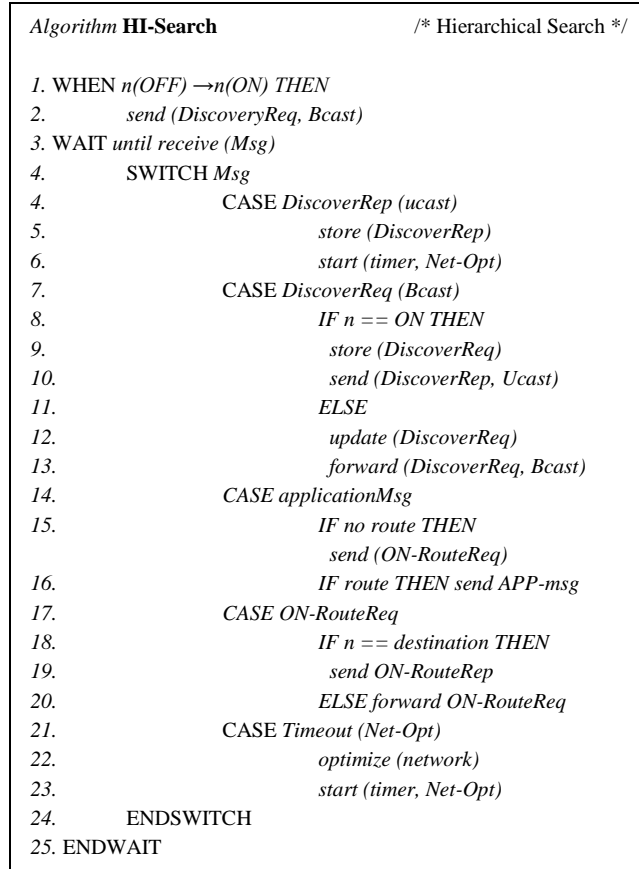 Algorithm HI-Search /* Hierarchical Search */
1. WHEN n(OFF) →n(ON) THEN
2. send (DiscoveryReq, Bcast)
3. WAIT until receive (Msg)
4. SWITCH Msg
4. CASE DiscoverRep (ucast)
5. store (DiscoverRep)
6. start (timer, Net-Opt)
7. CASE DiscoverReq (Bcast)
8. IF n == ON THEN
9. store (DiscoverReq)
10. send (DiscoverRep, Ucast)
11. ELSE
12. update (DiscoverReq)
13. forward (DiscoverReq, Bcast)
14. CASE applicationMsg
15. IF no route THEN
send (ON-RouteReq)
16. IF route THEN send APP-msg
17. CASE ON-RouteReq
18. IF n == destination THEN
19. send ON-RouteRep
20. ELSE forward ON-RouteReq
21. CASE Timeout (Net-Opt)
22. optimize (network)
23. start (timer, Net-Opt)
24. ENDSWITCH
25. ENDWAIT